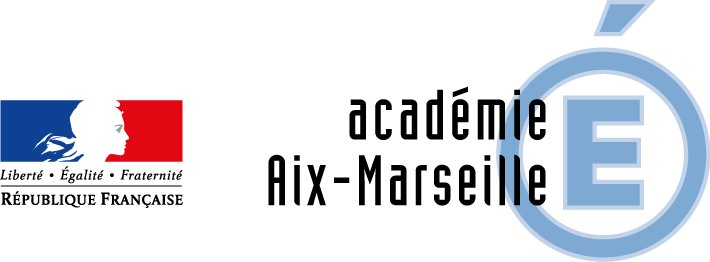 Liberté • Égalité • Fraternité
RÉPUBLIQUE FRANÇAISE
académie
Aix-Marseille
É